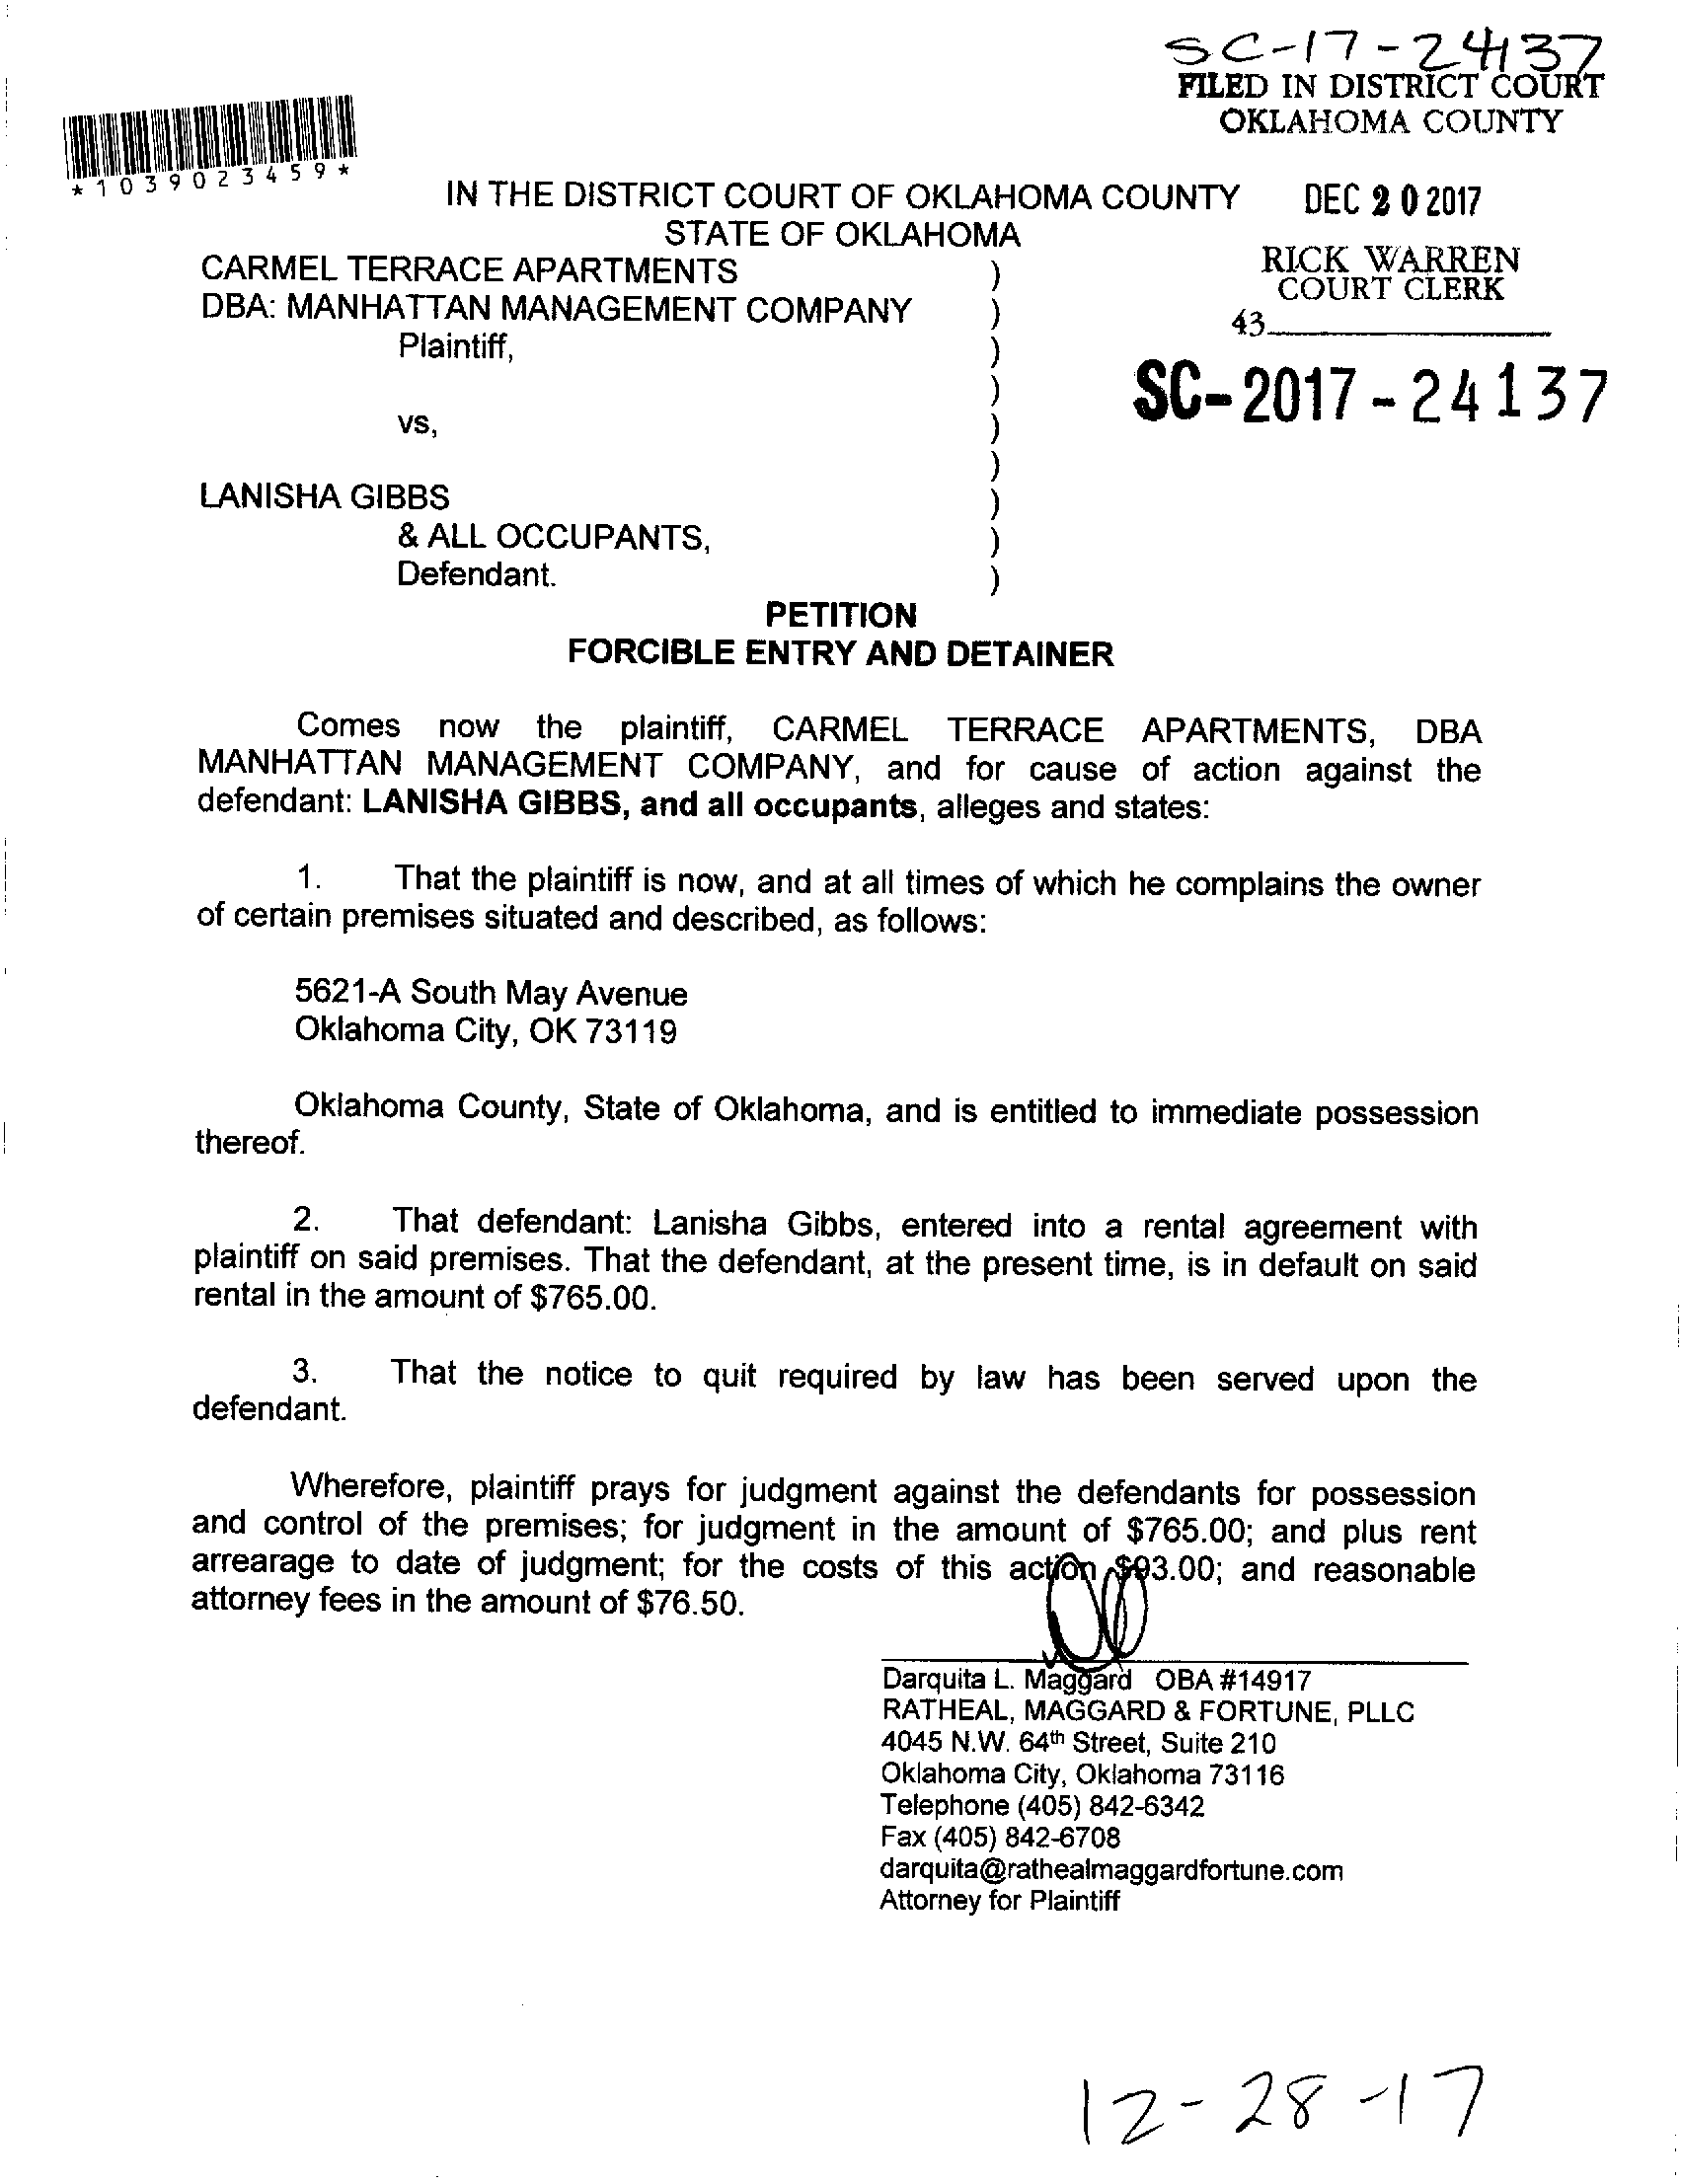 SC-17-24137
FILED IN DISTRICT COURT
OKLAHOMA COUNTY
*1039023459*
IN THE DISTRICT COURT OF OKLAHOMA COUNTY
DEC 20 2017
STATE OF OKLAHOMA
CARMEL TERRACE APARTMENTS )
RICK WARREN
COURT CLERK
DBA: MANHATTAN MANAGEMENT COMPANY )
43
Plaintiff, )
)
SC-2017-24137
vs, )
)
LANISHA GIBBS )
& ALL OCCUPANTS, )
Defendant. )
PETITION
FORCIBLE ENTRY AND DETAINER
Comes now the plaintiff, CARMEL TERRACE APARTMENTS, DBA
MANHATTAN MANAGEMENT COMPANY, and for cause of action against the
defendant: LANISHA GIBBS, and all occupants, alleges and states:
1. That the plaintiff is now, and at all times of which he complains the owner
of certain premises situated and described, as follows:
5621-A South May Avenue
Oklahoma City, OK 73119
Oklahoma County, State of Oklahoma, and is entitled to immediate possession
thereof.
2. That defendant: Lanisha Gibbs, entered into a rental agreement with
plaintiff on said premises. That the defendant, at the present time, is in default on said
rental in the amount of $765.00.
3. That the notice to quit required by law has been served upon the
defendant.
Wherefore, plaintiff prays for judgment against the defendants for possession
and control of the premises; for judgment in the amount of $765.00; and plus rent
arrearage to date of judgment; for the costs of this action $93.00; and reasonable
attorney fees in the amount of $76.50.
Darquita L. Maggard OBA #14917
RATHEAL, MAGGARD & FORTUNE, PLLC
4045 N.W. 64th Street, Suite 210
Oklahoma City, Oklahoma 73116
Telephone (405) 842-6342
Fax (405) 842-6708
darquita@rathealmaggardfortune.com
Attorney for Plaintiff
12-28-17